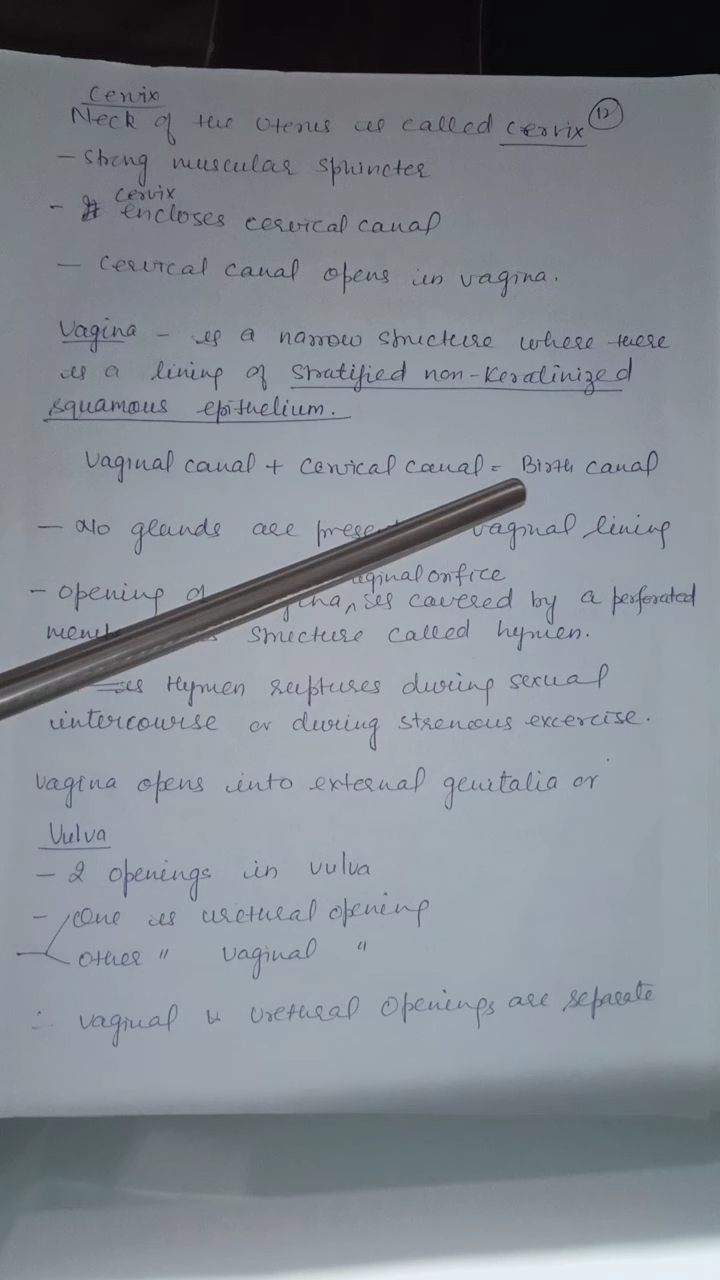 Cervix
12
Neck of the Uterus is called cervix
- Strong muscular sphincter
cervix
- encloses cervical canal
- Cervical canal opens in vagina.
Vagina - is a narrow structure where there
is a lining of stratified non-Keratinized
squamous epithelium.
Vaginal canal + Cervical canal = Birth canal
- No glands are vaginal lining
orifice
- Opening is covered by a perforated
structure called hymen.
Hymen ruptures during sexual
intercourse or during strenous excercise.
Vagina opens into external genitalia or
Vulva
- 2 openings in vulva
- One is urethral opening
other " vaginal "
∴ vaginal & Urethral Openings are separate